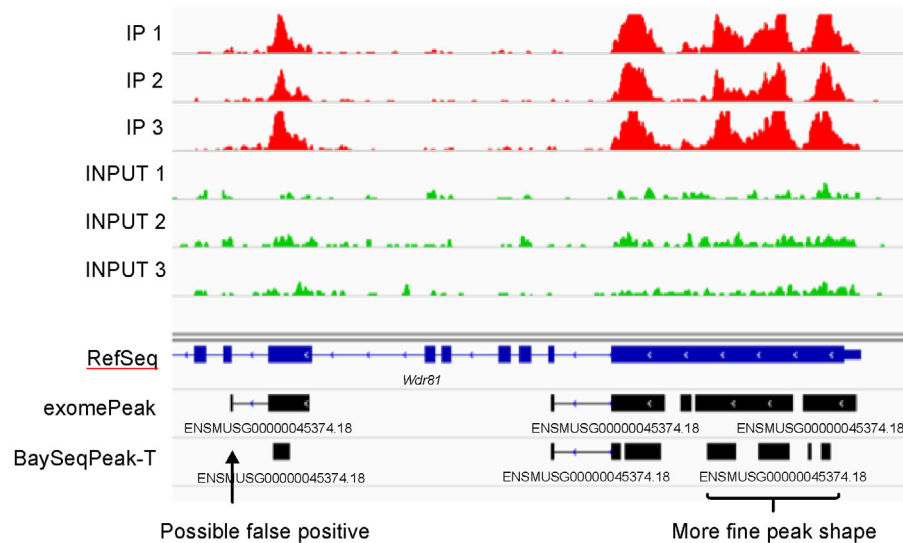 IP 1
IP 2
IP 3
INPUT 1
INPUT 2
INPUT 3
RefSeq
Wdr81
exomePeak
ENSMUSG00000045374.18 ENSMUSG00000045374.18 ENSMUSG00000045374.18
BaySeqPeak-T
ENSMUSG00000045374.18 ENSMUSG00000045374.18 ENSMUSG00000045374.18
Possible false positive More fine peak shape